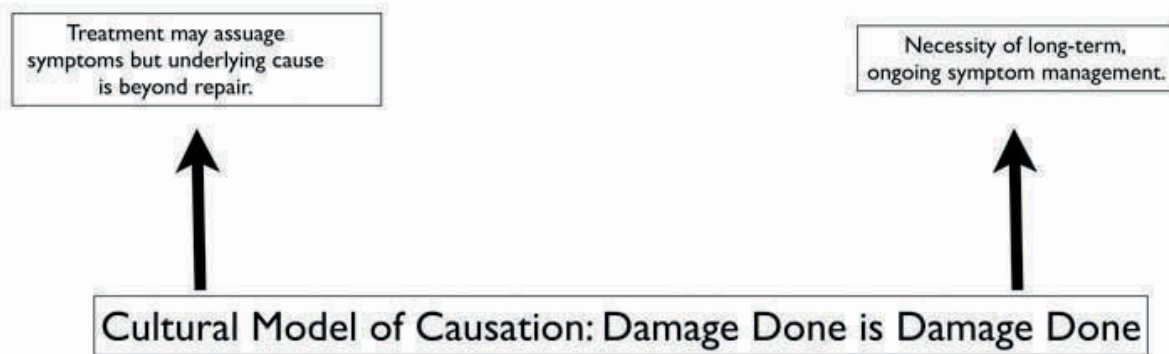 Treatment may assuage
symptoms but underlying cause
is beyond repair.
Necessity of long-term,
ongoing symptom management.
Cultural Model of Causation: Damage Done is Damage Done